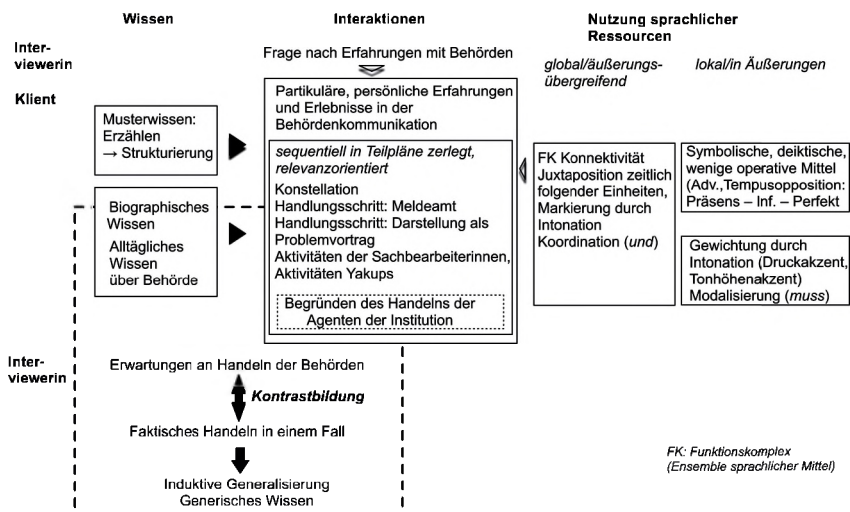 Wissen
Interaktionen
Nutzung sprachlicher
Ressourcen
Inter-
viewerin
Frage nach Erfahrungen mit Behörden
global/äußerungs-
übergreifend
lokal/in Äußerungen
Klient
Musterwissen:
Erzählen
→ Strukturierung
Biographisches
Wissen
Alltägliches
Wissen
über Behörde
Partikuläre, persönliche Erfahrungen
und Erlebnisse in der
Behördenkommunikation
sequentiell in Teilpläne zerlegt,
relevanzorientiert
Konstellation
Handlungsschritt: Meldeamt
Handlungsschritt: Darstellung als
Problemvortrag
Aktivitäten der Sachbearbeiterinnen,
Aktivitäten Yakups
Begründen des Handelns der
Agenten der Institution
FK Konnektivität
Juxtaposition zeitlich
folgender Einheiten,
Markierung durch
Intonation
Koordination (und)
Symbolische, deiktische,
wenige operative Mittel
(Adv.,Tempusopposition:
Präsens – Inf. – Perfekt)
Gewichtung durch
Intonation (Druckakzent,
Tonhöhenakzent)
Modalisierung (muss)
Inter-
viewerin
Erwartungen an Handeln der Behörden
Kontrastbildung
Faktisches Handeln in einem Fall
Induktive Generalisierung
Generisches Wissen
FK: Funktionskomplex
(Ensemble sprachlicher Mittel)